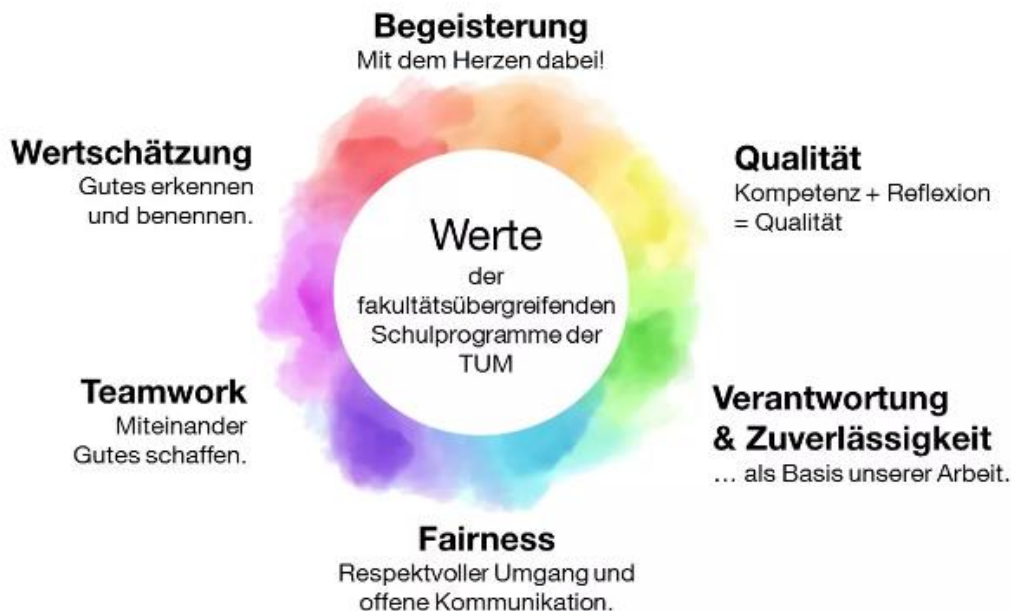 Begeisterung
Mit dem Herzen dabei!
Wertschätzung
Gutes erkennen
und benennen.
Qualität
Kompetenz + Reflexion
= Qualität
Werte
der
fakultätsübergreifenden
Schulprogramme der
TUM
Teamwork
Miteinander
Gutes schaffen.
Verantwortung
& Zuverlässigkeit
... als Basis unserer Arbeit.
Fairness
Respektvoller Umgang und
offene Kommunikation.